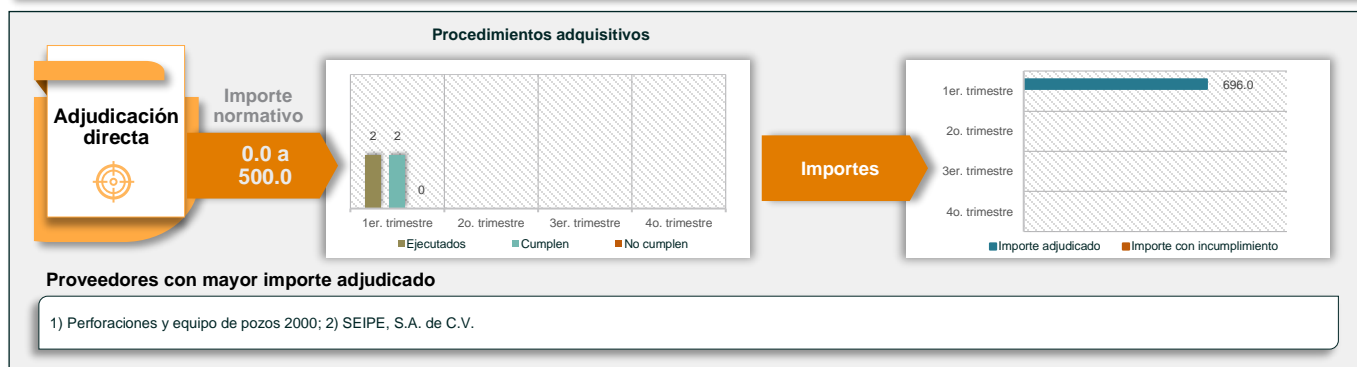 Procedimientos adquisitivos
Adjudicación
directa
Importe
normativo
0.0 a
500.0
2
2
0
1er. trimestre
2o. trimestre
3er. trimestre
4o. trimestre
Ejecutados
Cumplen
No cumplen
Importes
1er. trimestre
696.0
2o. trimestre
3er. trimestre
4o. trimestre
Importe adjudicado
Importe con incumplimiento
Proveedores con mayor importe adjudicado
1) Perforaciones y equipo de pozos 2000; 2) SEIPE, S.A. de C.V.